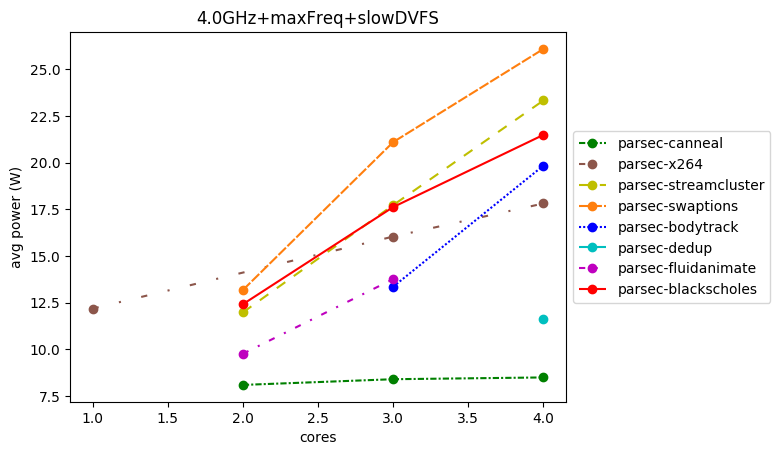 4.0GHz+maxFreq+slowDVFS
avg power (W)
25.0
22.5
20.0
17.5
15.0
12.5
10.0
7.5
1.0
1.5
2.0
2.5
3.0
3.5
4.0
cores
parsec-canneal
parsec-x264
parsec-streamcluster
parsec-swaptions
parsec-bodytrack
parsec-dedup
parsec-fluidanimate
parsec-blackscholes